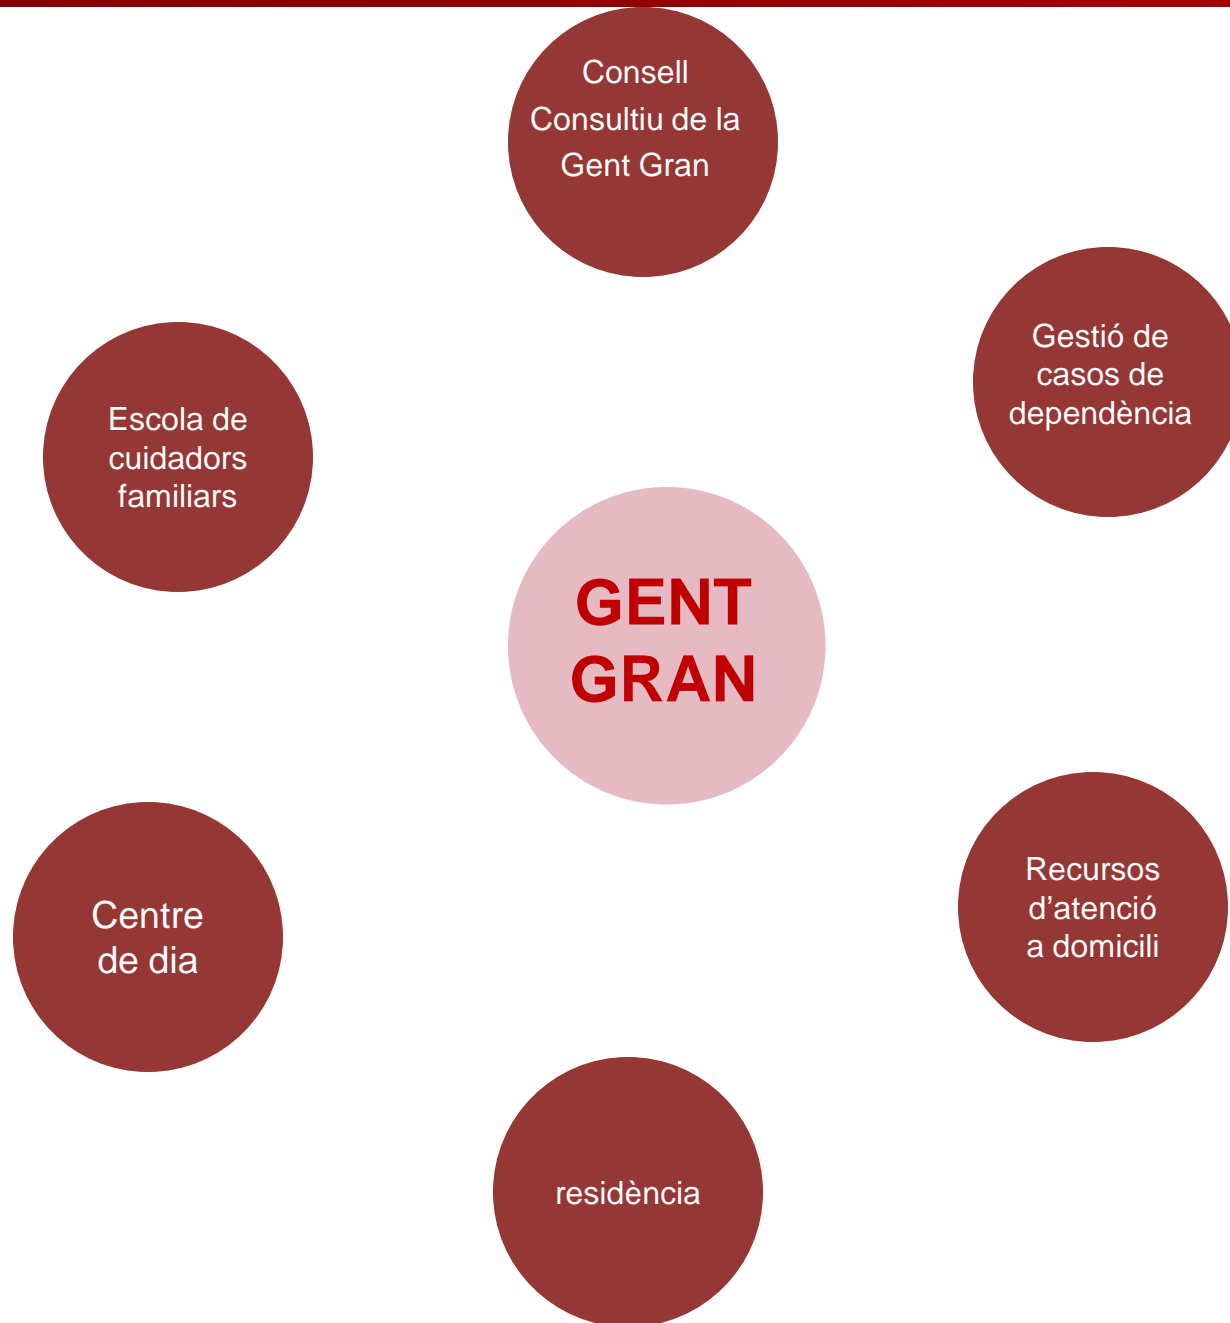 Consell
Consultiu de la
Gent Gran
Gestió de
casos de
dependència
Escola de
cuidadors
familiars
GENT
GRAN
Recursos
d’atenció
a domicili
Centre
de dia
residència